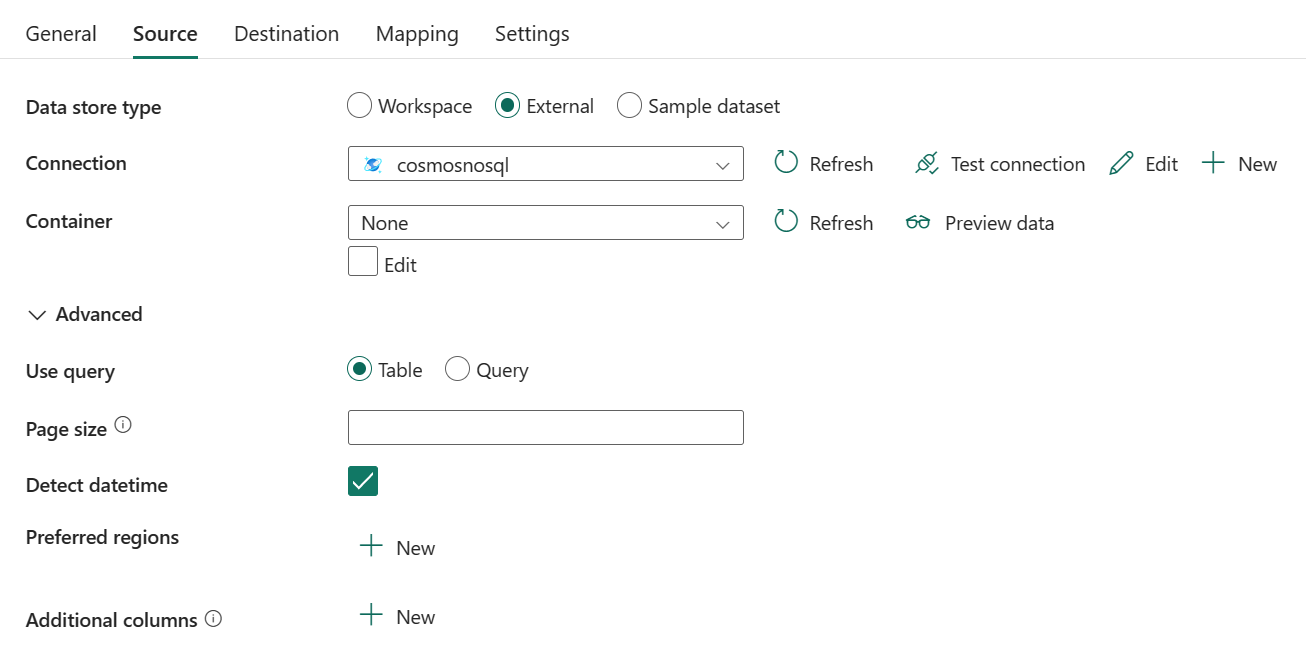 General Source Destination Mapping Settings
Data store type Workspace External Sample dataset
Connection cosmosnosql Refresh Test connection Edit New
Container None Refresh Preview data
Edit
Advanced
Use query Table Query
Page size
Detect datetime
Preferred regions New
Additional columns New